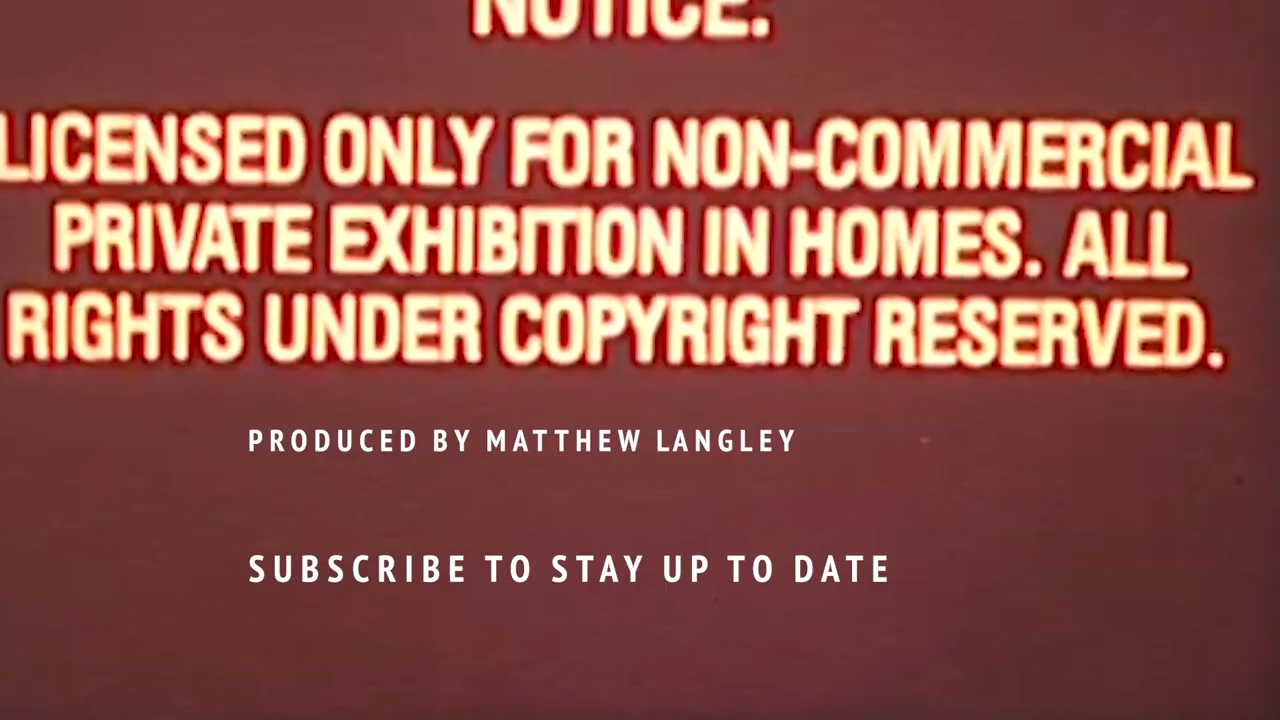 NOTICE:
LICENSED ONLY FOR NON-COMMERCIAL
PRIVATE EXHIBITION IN HOMES. ALL
RIGHTS UNDER COPYRIGHT RESERVED.
PRODUCED BY MATTHEW LANGLEY
SUBSCRIBE TO STAY UP TO DATE